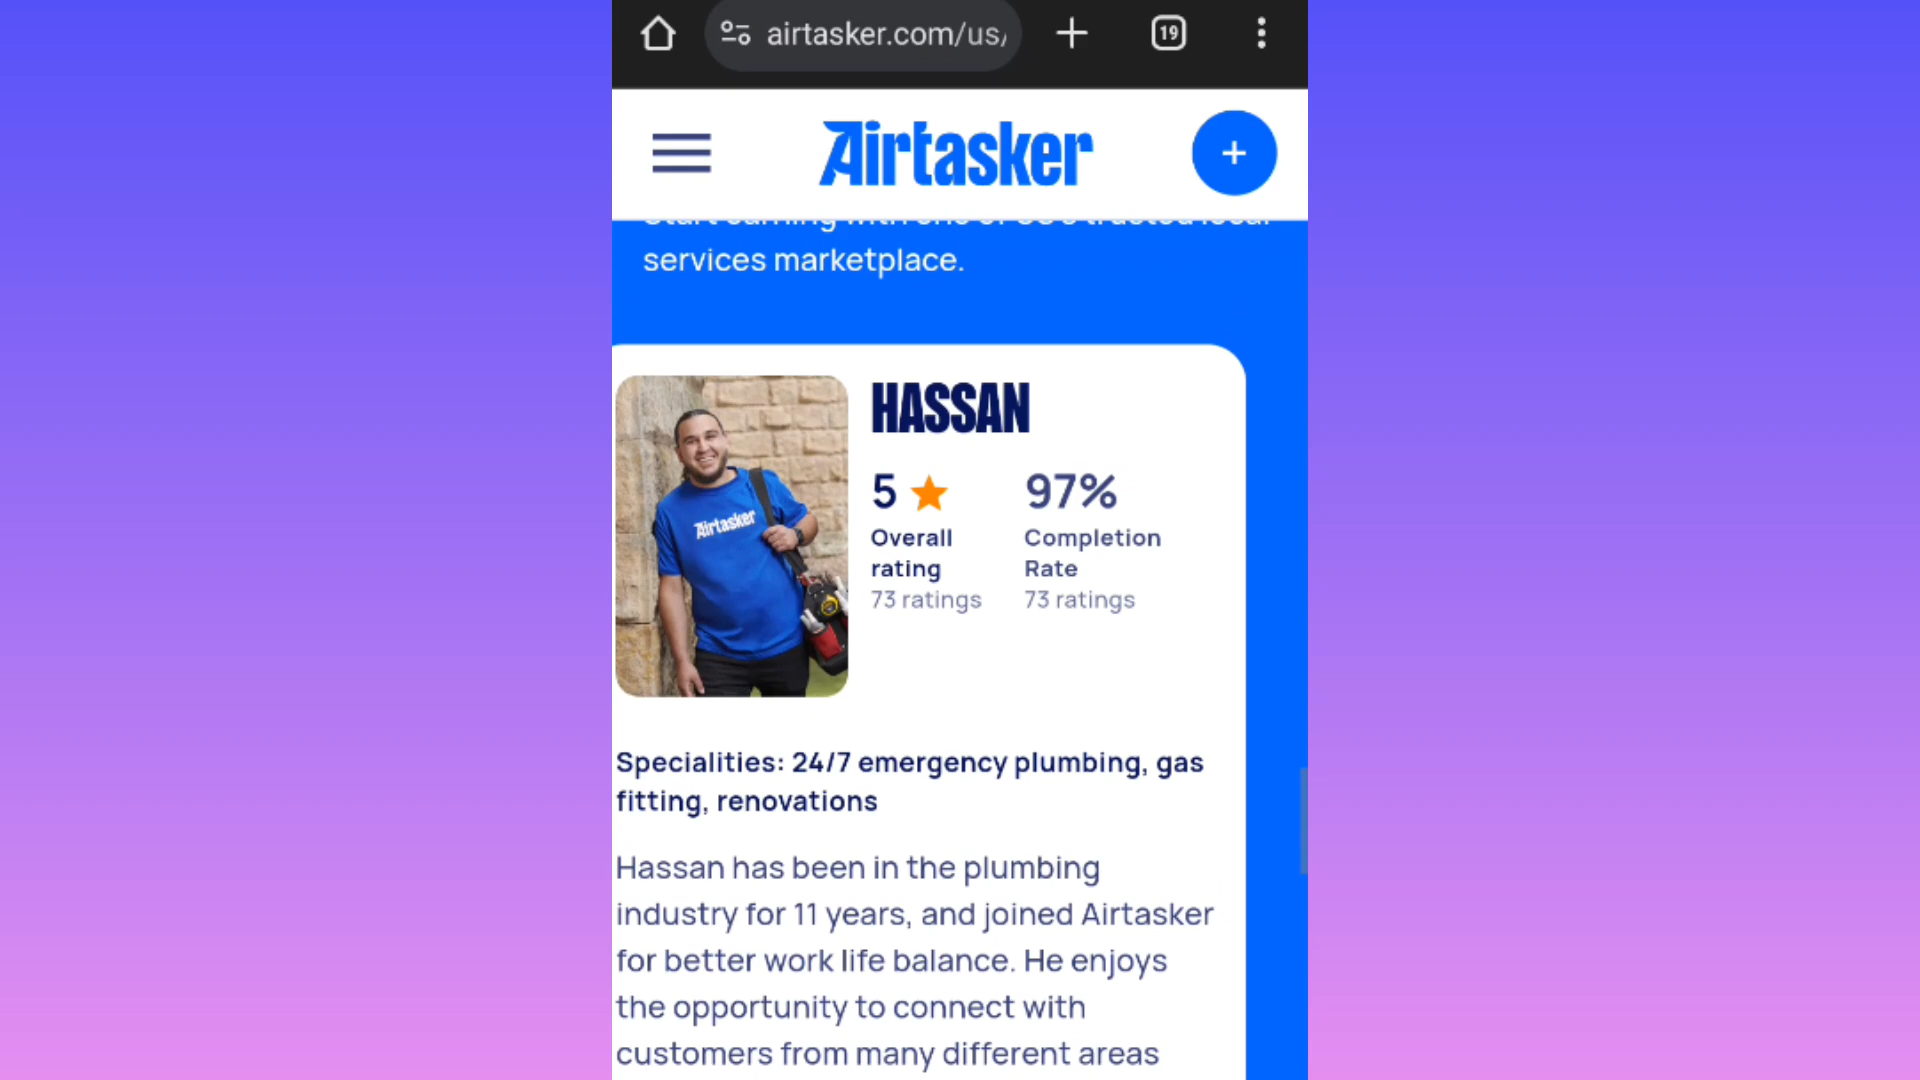 airtasker.com/us/
19
Airtasker
+
services marketplace.
HASSAN
5
97%
Overall
rating
73 ratings
Completion
Rate
73 ratings
Airtasker
Specialities: 24/7 emergency plumbing, gas
fitting, renovations
Hassan has been in the plumbing
industry for 11 years, and joined Airtasker
for better work life balance. He enjoys
the opportunity to connect with
customers from many different areas